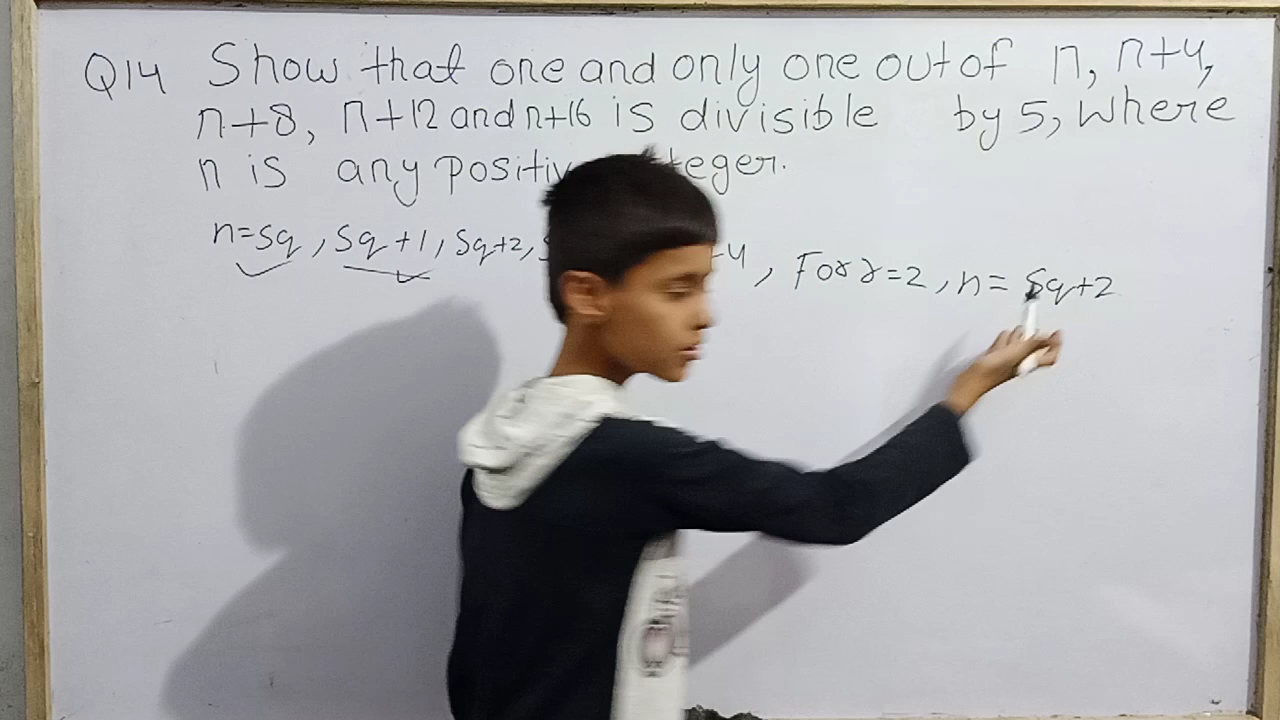 Q14 Show that one and only one out of n, n+4,
n+8, n+12 and n+16 is divisible by 5, where
n is any integer.
n=5q, 5q+1, 5q+2, For r=2, n= 5q+2